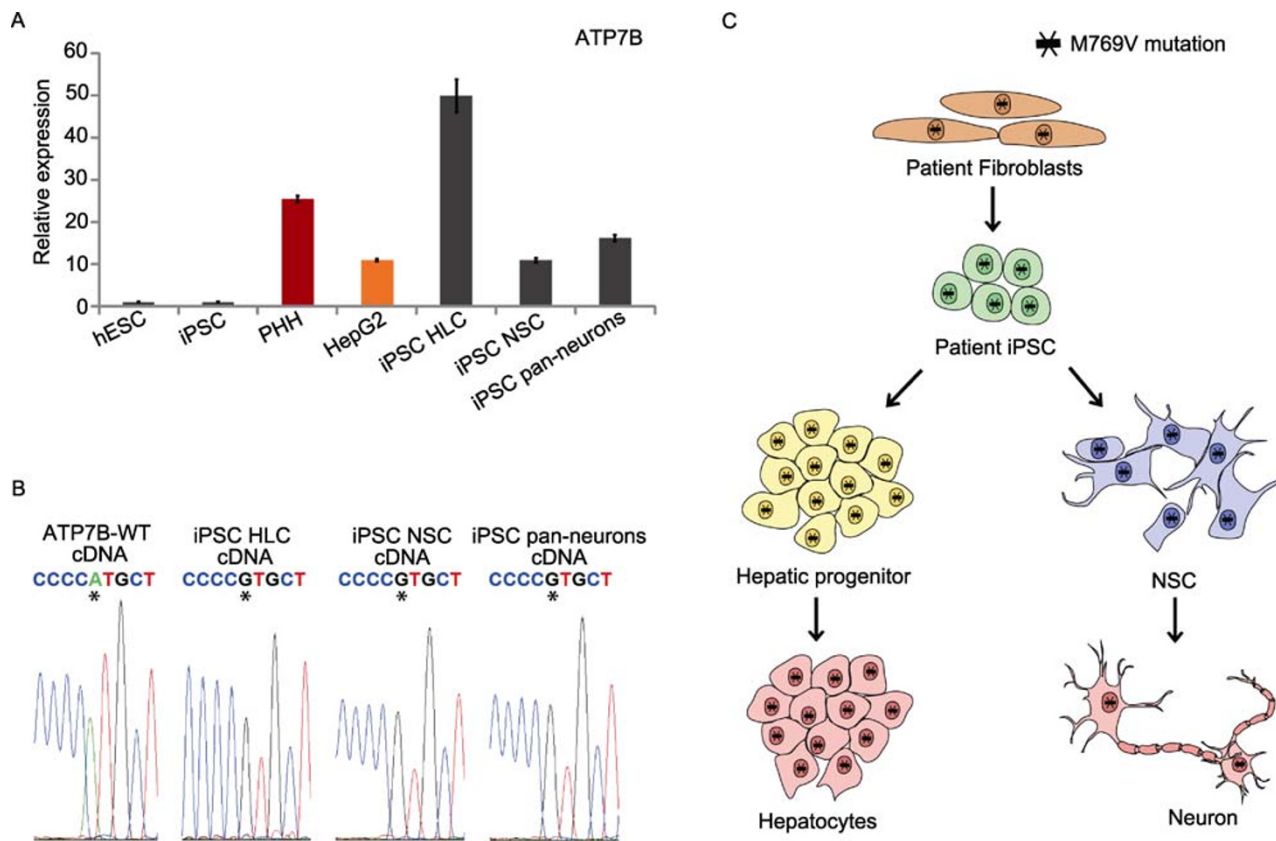 A
ATP7B
Relative expression
60
50
40
30
20
10
0
hESC
iPSC
PHH
HepG2
iPSC HLC
iPSC NSC
iPSC pan-neurons
B
ATP7B-WT
cDNA
CCCCATGCT
*
iPSC HLC
cDNA
CCCCGTGCT
*
iPSC NSC
cDNA
CCCCGTGCT
*
iPSC pan-neurons
cDNA
CCCCGTGCT
*
C
M769V mutation
Patient Fibroblasts
Patient iPSC
Hepatic progenitor
NSC
Hepatocytes
Neuron